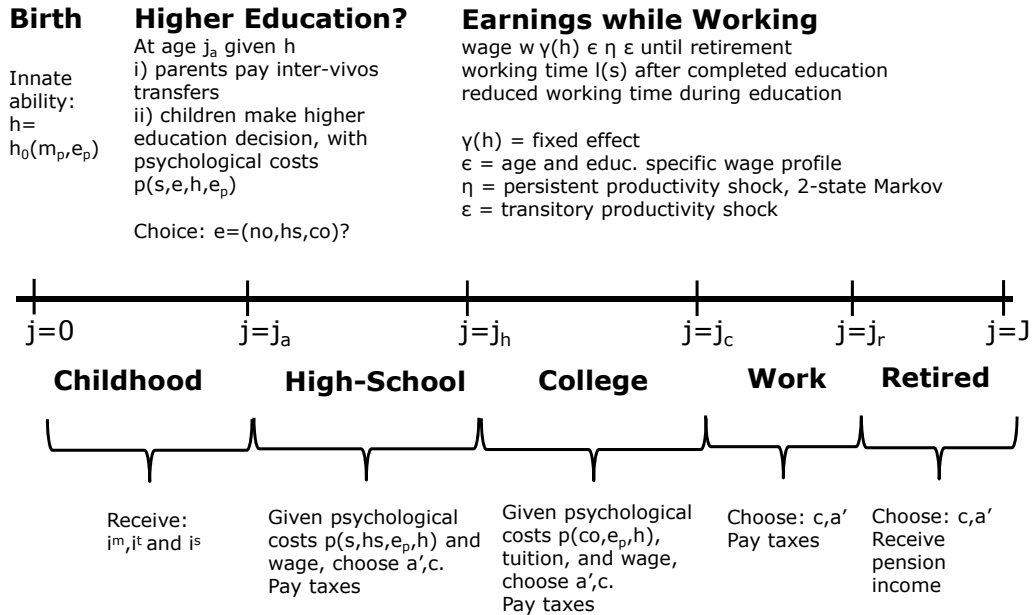 Birth
Innate
ability:
h=
h₀(mₚ,eₚ)
Higher Education?
At age jₐ given h
i) parents pay inter-vivos
transfers
ii) children make higher
education decision, with
psychological costs
p(s,e,h,eₚ)
Choice: e=(no,hs,co)?
Earnings while Working
wage w γ(h) ϵ η ε until retirement
working time l(s) after completed education
reduced working time during education
γ(h) = fixed effect
ϵ = age and educ. specific wage profile
η = persistent productivity shock, 2-state Markov
ε = transitory productivity shock
j=0
j=jₐ
j=jₕ
j=j_c
j=jᵣ
j=J
Childhood
High-School
College
Work
Retired
Receive:
iᵐ,iᵗ and iˢ
Given psychological
costs p(s,hs,eₚ,h) and
wage, choose a',c.
Pay taxes
Given psychological
costs p(co,eₚ,h),
tuition, and wage,
choose a',c.
Pay taxes
Choose: c,a'
Pay taxes
Choose: c,a'
Receive
pension
income